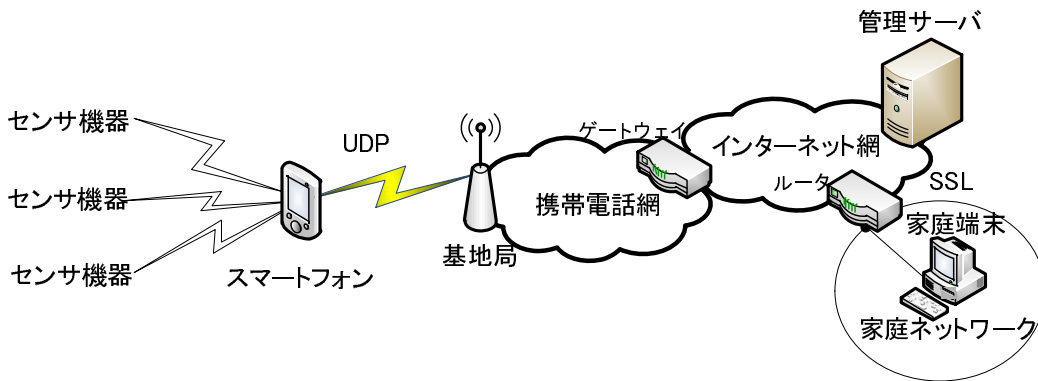 管理サーバ
センサ機器
UDP
ゲートウェイ
インターネット網
センサ機器
ルータ
SSL
携帯電話網
家庭端末
基地局
センサ機器
スマートフォン
家庭ネットワーク